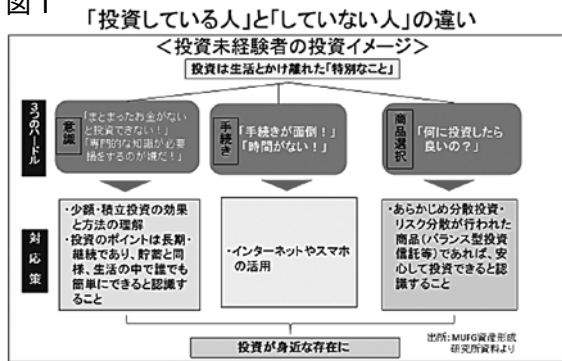 図1
「投資している人」と「していない人」の違い
＜投資未経験者の投資イメージ＞
投資は生活とかけ離れた「特別なこと」
3つのハードル
意識
「まとまったお金がない
と投資できない！」
「専門的な知識が必要
損をするのが嫌だ！」
手続き
「手続きが面倒！」
「時間がない！」
商品選択
「何に投資したら
良いの？」
対応策
・少額・積立投資の効果
と方法の理解
・投資のポイントは長期・
継続であり、貯蓄と同
様、生活の中で誰でも
簡単にできると認識す
ること
・インターネットやスマホ
の活用
・あらかじめ分散投資・
リスク分散が行われた
商品（バランス型投資
信託等）であれば、安
心して投資できると認
識すること
投資が身近な存在に
出所：MUFG資産形成
研究所資料より